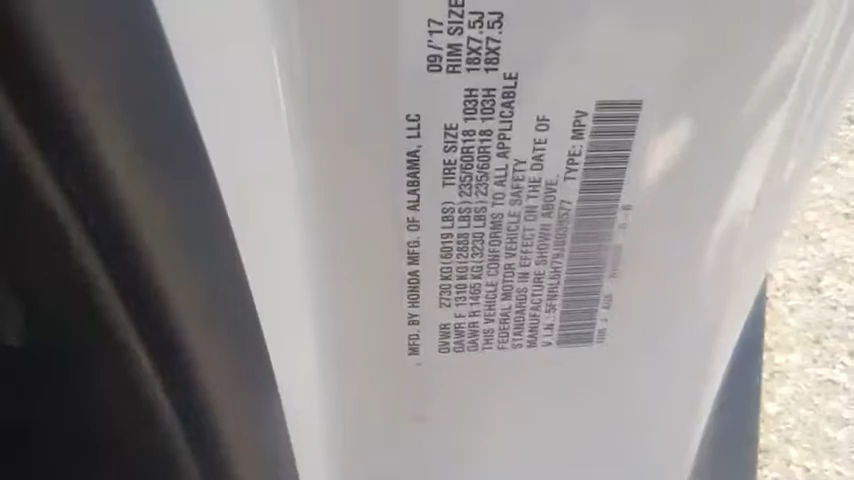 MFD. BY HONDA MFG. OF ALABAMA, LLC 09/'17
GVWR 2730 KG(6019 LBS) TIRE SIZE RIM SIZE
GAWR F 1310 KG(2888 LBS) 235/60R18 103H 18X7.5J
GAWR R 1465 KG(3230 LBS) 235/60R18 103H 18X7.5J
THIS VEHICLE CONFORMS TO ALL APPLICABLE
FEDERAL MOTOR VEHICLE SAFETY
STANDARDS IN EFFECT ON THE DATE OF
MANUFACTURE SHOWN ABOVE.
V.I.N.: TYPE: MPV